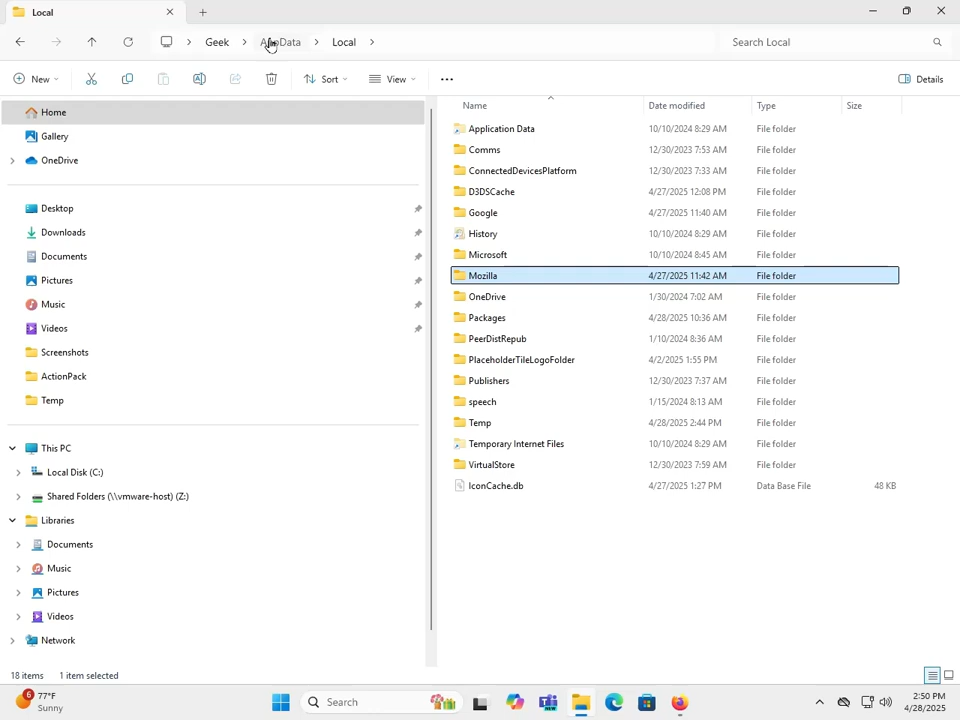 Local
Geek
AppData
Local
Search Local
New
Sort
View
Details
Home
Gallery
OneDrive
Desktop
Downloads
Documents
Pictures
Music
Videos
Screenshots
ActionPack
Temp
This PC
Local Disk (C:)
Shared Folders (\\vmware-host) (Z:)
Libraries
Documents
Music
Pictures
Videos
Network
Name Date modified Type Size
Application Data 10/10/2024 8:29 AM File folder
Comms 12/30/2023 7:53 AM File folder
ConnectedDevicesPlatform 12/30/2023 7:33 AM File folder
D3DSCache 4/27/2025 12:08 PM File folder
Google 4/27/2025 11:40 AM File folder
History 10/10/2024 8:29 AM File folder
Microsoft 10/10/2024 8:45 AM File folder
Mozilla 4/27/2025 11:42 AM File folder
OneDrive 1/30/2024 7:02 AM File folder
Packages 4/28/2025 10:36 AM File folder
PeerDistRepub 1/10/2024 8:36 AM File folder
PlaceholderTileLogoFolder 4/2/2025 1:55 PM File folder
Publishers 12/30/2023 7:37 AM File folder
speech 1/15/2024 8:13 AM File folder
Temp 4/28/2025 2:44 PM File folder
Temporary Internet Files 10/10/2024 8:29 AM File folder
VirtualStore 12/30/2023 7:59 AM File folder
IconCache.db 4/27/2025 1:27 PM Data Base File 48 KB
18 items 1 item selected
6
77°F
Sunny
Search
NEW
2:50 PM
4/28/2025